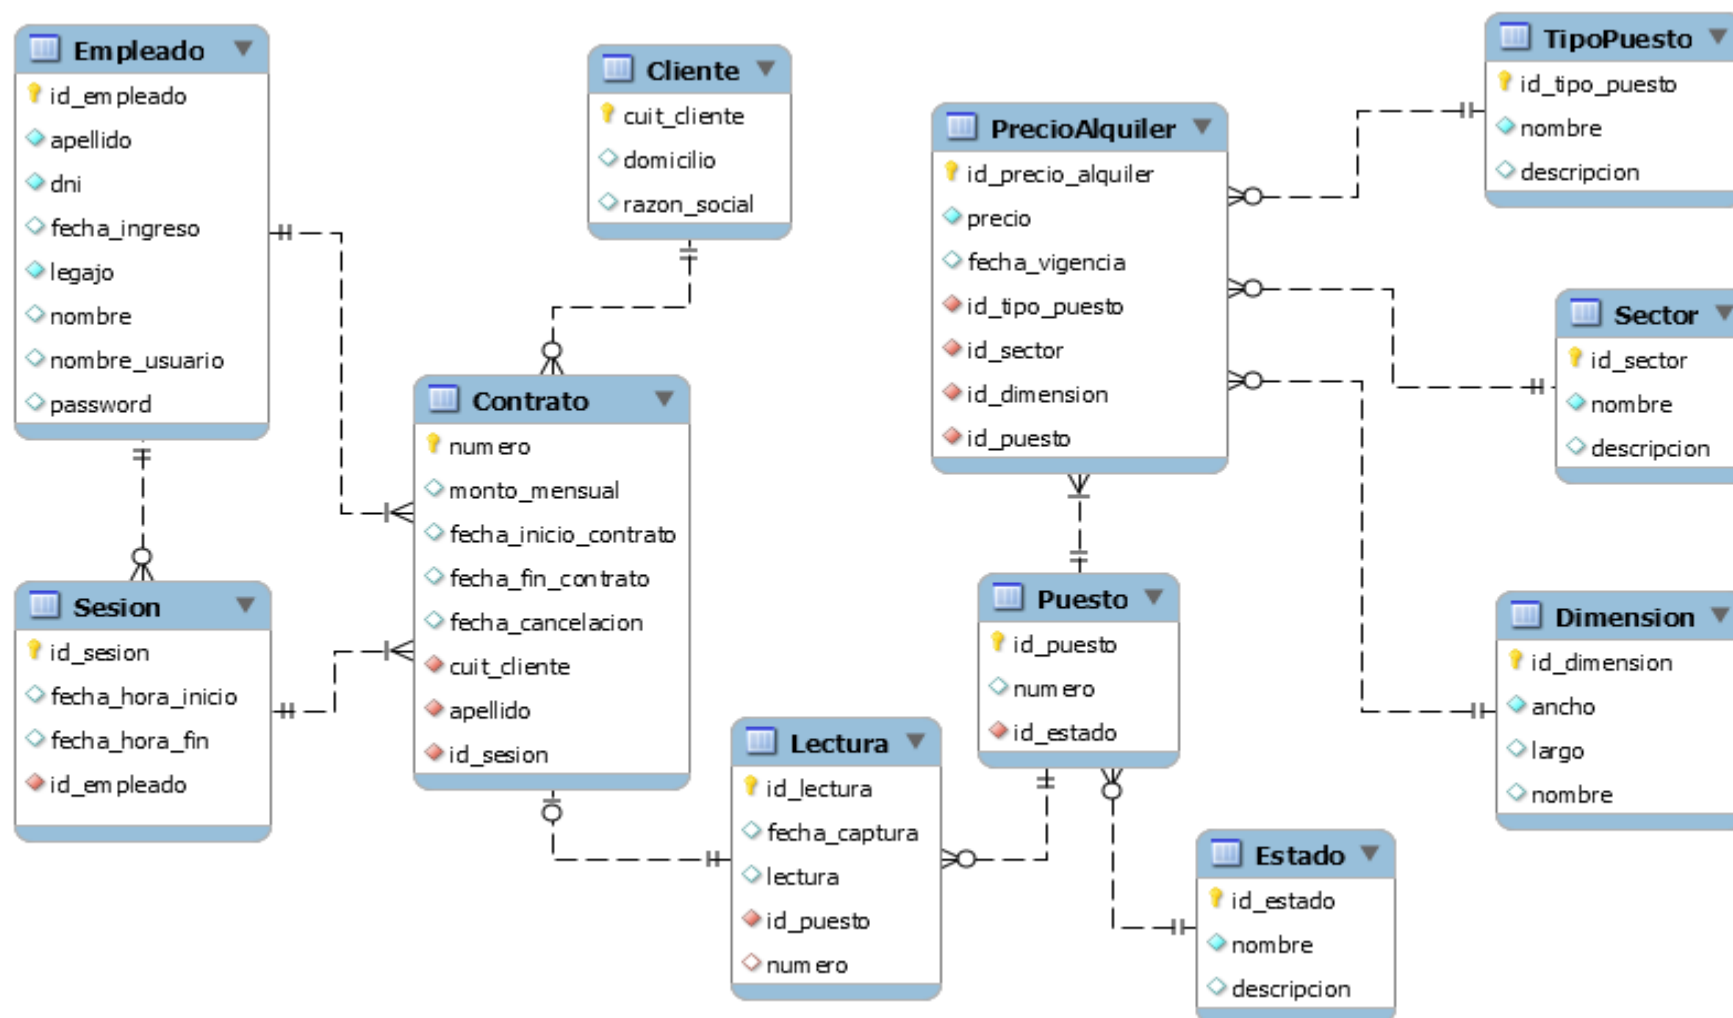 Empleado
id_empleado
apellido
dni
fecha_ingreso
legajo
nombre
nombre_usuario
password
Cliente
cuit_cliente
domicilio
razon_social
PrecioAlquiler
id_precio_alquiler
precio
fecha_vigencia
id_tipo_puesto
id_sector
id_dimension
id_puesto
TipoPuesto
id_tipo_puesto
nombre
descripcion
Sector
id_sector
nombre
descripcion
Contrato
numero
monto_mensual
fecha_inicio_contrato
fecha_fin_contrato
fecha_cancelacion
cuit_cliente
apellido
id_sesion
Sesion
id_sesion
fecha_hora_inicio
fecha_hora_fin
id_empleado
Puesto
id_puesto
numero
id_estado
Dimension
id_dimension
ancho
largo
nombre
Lectura
id_lectura
fecha_captura
lectura
id_puesto
numero
Estado
id_estado
nombre
descripcion